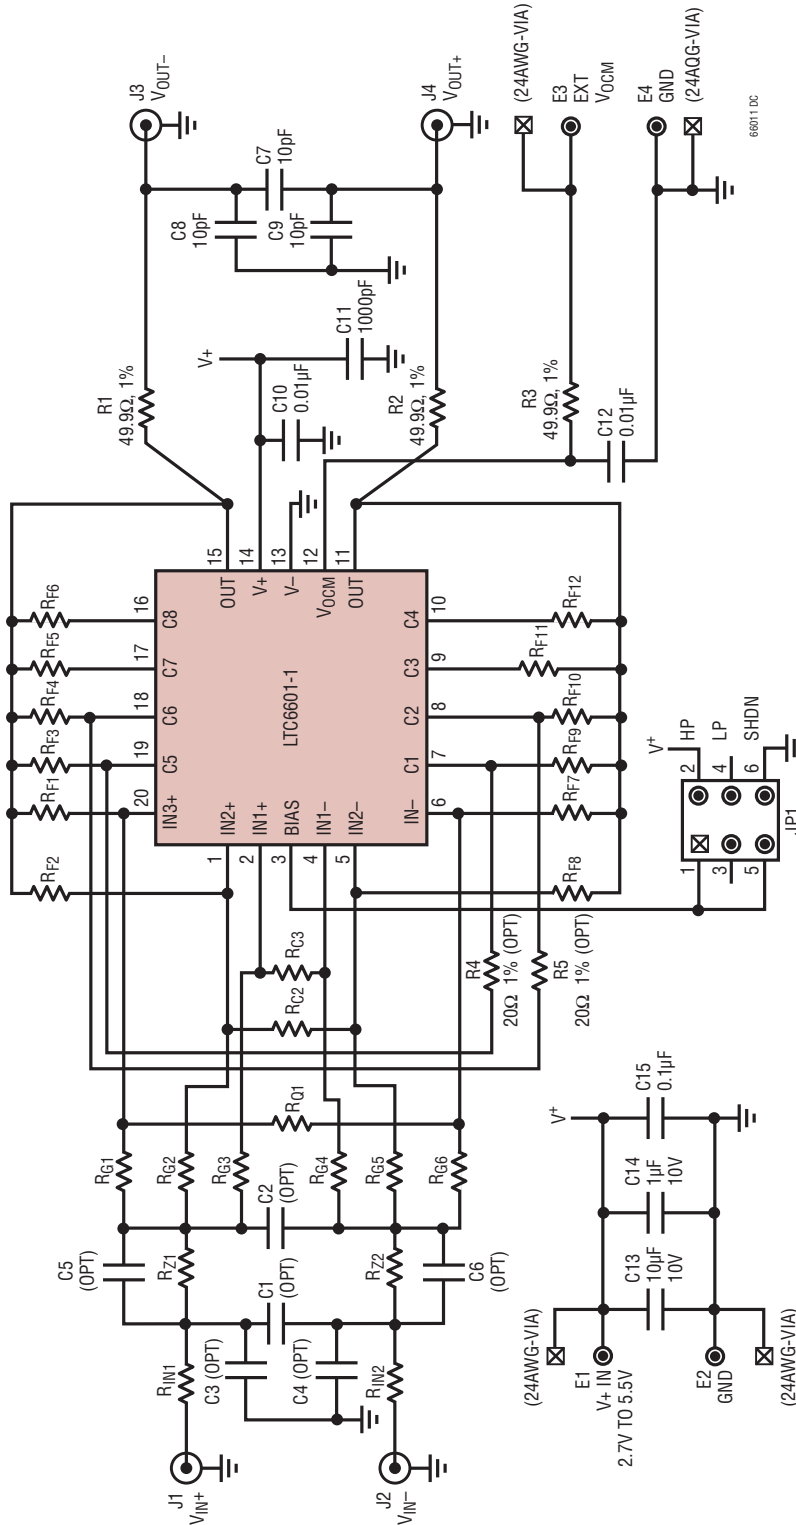 J1
VIN+
J2
VIN–
RIN1
RIN2
C3 (OPT)
C4 (OPT)
C1
(OPT)
C5
(OPT)
RZ1
RZ2
C6
(OPT)
C2
(OPT)
RG1
RG2
RG3
RG4
RG5
RG6
RQ1
RC2
RC3
R4
20Ω 1% (OPT)
R5
20Ω 1% (OPT)
RF2
RF1
RF3
RF4
RF5
RF6
20
19
18
17
16
IN3+
C5
C6
C7
C8
1
2
3
4
5
IN2+
IN1+
BIAS
IN1–
IN2–
LTC6601-1
OUT
V+
V–
VOCM
OUT
15
14
13
12
11
IN–
C1
C2
C3
C4
6
7
8
9
10
RF8
RF7
RF9
RF10
RF11
RF12
R1
49.9Ω, 1%
V+
C10
0.01µF
C11
1000pF
R2
49.9Ω, 1%
R3
49.9Ω, 1%
C12
0.01µF
C8
10pF
C7
10pF
C9
10pF
J3
VOUT–
J4
VOUT+
(24AWG-VIA)
E3
EXT
VOCM
E4
GND
(24AQG-VIA)
66011 DC
V+
1
2
HP
3
4
LP
5
6
SHDN
JP1
(24AWG-VIA)
E1
V+ IN
2.7V TO 5.5V
E2
GND
(24AWG-VIA)
C13
10µF
10V
C14
1µF
10V
C15
0.1µF
V+